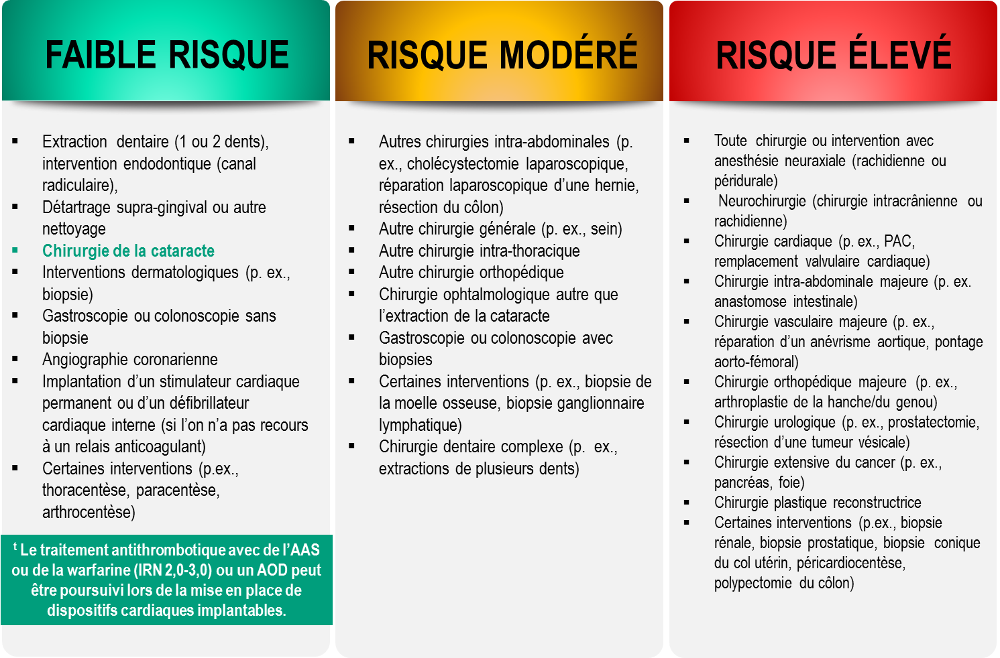 FAIBLE RISQUE
▪ Extraction dentaire (1 ou 2 dents),
intervention endodontique (canal
radiculaire),
▪ Détartrage supra-gingival ou autre
nettoyage
▪ Chirurgie de la cataracte
▪ Interventions dermatologiques (p. ex.,
biopsie)
▪ Gastroscopie ou colonoscopie sans
biopsie
▪ Angiographie coronarienne
▪ Implantation d’un stimulateur cardiaque
permanent ou d’un défibrillateur
cardiaque interne (si l’on n’a pas recours
à un relais anticoagulant)
▪ Certaines interventions (p.ex.,
thoracentèse, paracentèse,
arthrocentèse)
t Le traitement antithrombotique avec de l’AAS
ou de la warfarine (IRN 2,0-3,0) ou un AOD peut
être poursuivi lors de la mise en place de
dispositifs cardiaques implantables.
RISQUE MODÉRÉ
▪ Autres chirurgies intra-abdominales (p.
ex., cholécystectomie laparoscopique,
réparation laparoscopique d’une hernie,
résection du côlon)
▪ Autre chirurgie générale (p. ex., sein)
▪ Autre chirurgie intra-thoracique
▪ Autre chirurgie orthopédique
▪ Chirurgie ophtalmologique autre que
l’extraction de la cataracte
▪ Gastroscopie ou colonoscopie avec
biopsies
▪ Certaines interventions (p. ex., biopsie de
la moelle osseuse, biopsie ganglionnaire
lymphatique)
▪ Chirurgie dentaire complexe (p. ex.,
extractions de plusieurs dents)
RISQUE ÉLEVÉ
▪ Toute chirurgie ou intervention avec
anesthésie neuraxiale (rachidienne ou
péridurale)
▪ Neurochirurgie (chirurgie intracrânienne ou
rachidienne)
▪ Chirurgie cardiaque (p. ex., PAC,
remplacement valvulaire cardiaque)
▪ Chirurgie intra-abdominale majeure (p. ex.
anastomose intestinale)
▪ Chirurgie vasculaire majeure (p. ex.,
réparation d’un anévrisme aortique, pontage
aorto-fémoral)
▪ Chirurgie orthopédique majeure (p. ex.,
arthroplastie de la hanche/du genou)
▪ Chirurgie urologique (p. ex., prostatectomie,
résection d’une tumeur vésicale)
▪ Chirurgie extensive du cancer (p. ex.,
pancréas, foie)
▪ Chirurgie plastique reconstructrice
▪ Certaines interventions (p.ex., biopsie
rénale, biopsie prostatique, biopsie conique
du col utérin, péricardiocentèse,
polypectomie du côlon)